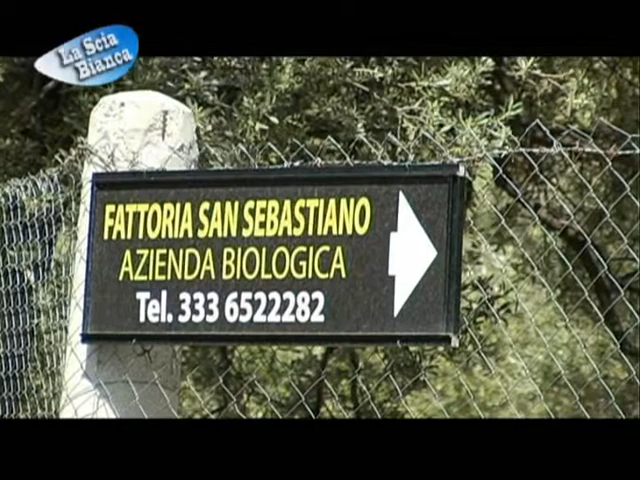 La Scia
Bianca
FATTORIA SAN SEBASTIANO
AZIENDA BIOLOGICA
Tel. 333 6522282